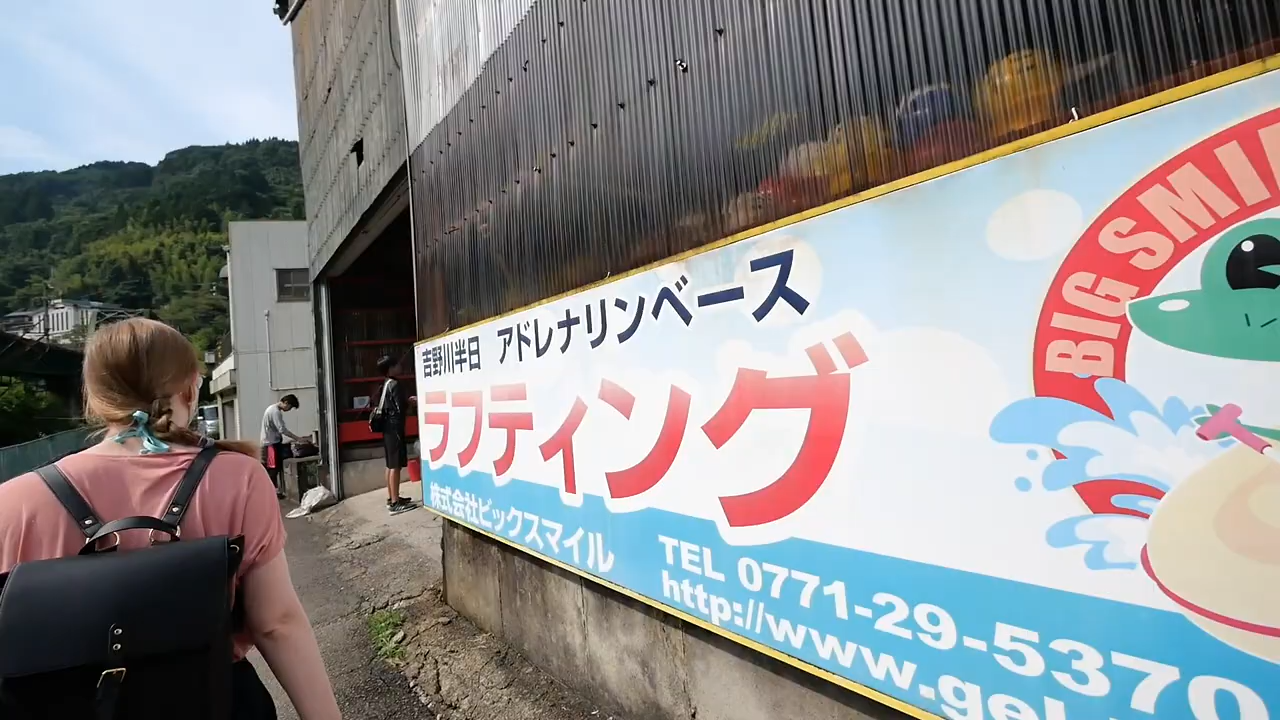 吉野川半日 アドレナリンベース
ラフティング
株式会社ビックスマイル
TEL 0771-29-5370
http://www.gel
BIG SMI